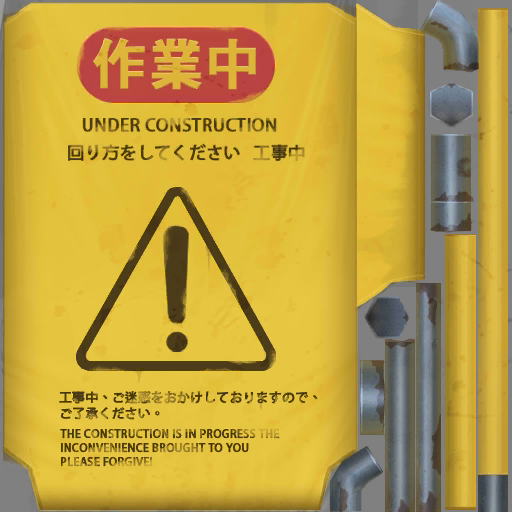 作業中
UNDER CONSTRUCTION
回り方をしてください 工事中
工事中、ご迷惑をおかけしておりますので、
ご了承ください。
THE CONSTRUCTION IS IN PROGRESS THE
INCONVENIENCE BROUGHT TO YOU
PLEASE FORGIVE!